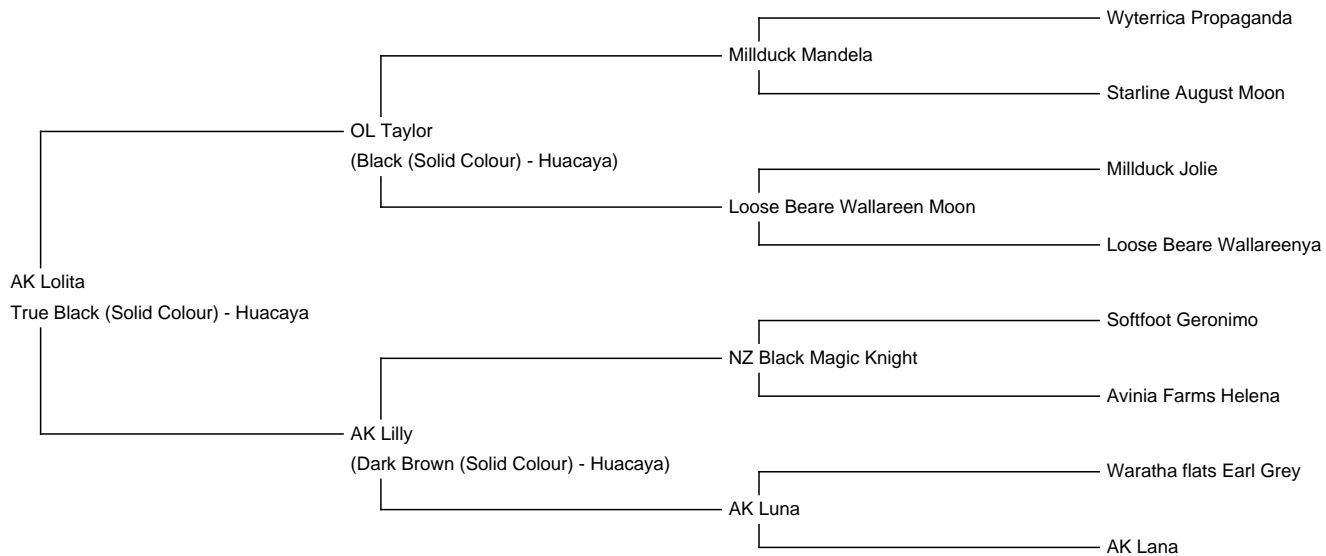 Wyterrica Propaganda
Millduck Mandela
Starline August Moon
OL Taylor
(Black (Solid Colour) - Huacaya)
Millduck Jolie
Loose Beare Wallareen Moon
Loose Beare Wallareenya
AK Lolita
True Black (Solid Colour) - Huacaya
Softfoot Geronimo
NZ Black Magic Knight
Avinia Farms Helena
AK Lilly
(Dark Brown (Solid Colour) - Huacaya)
Waratha flats Earl Grey
AK Luna
AK Lana